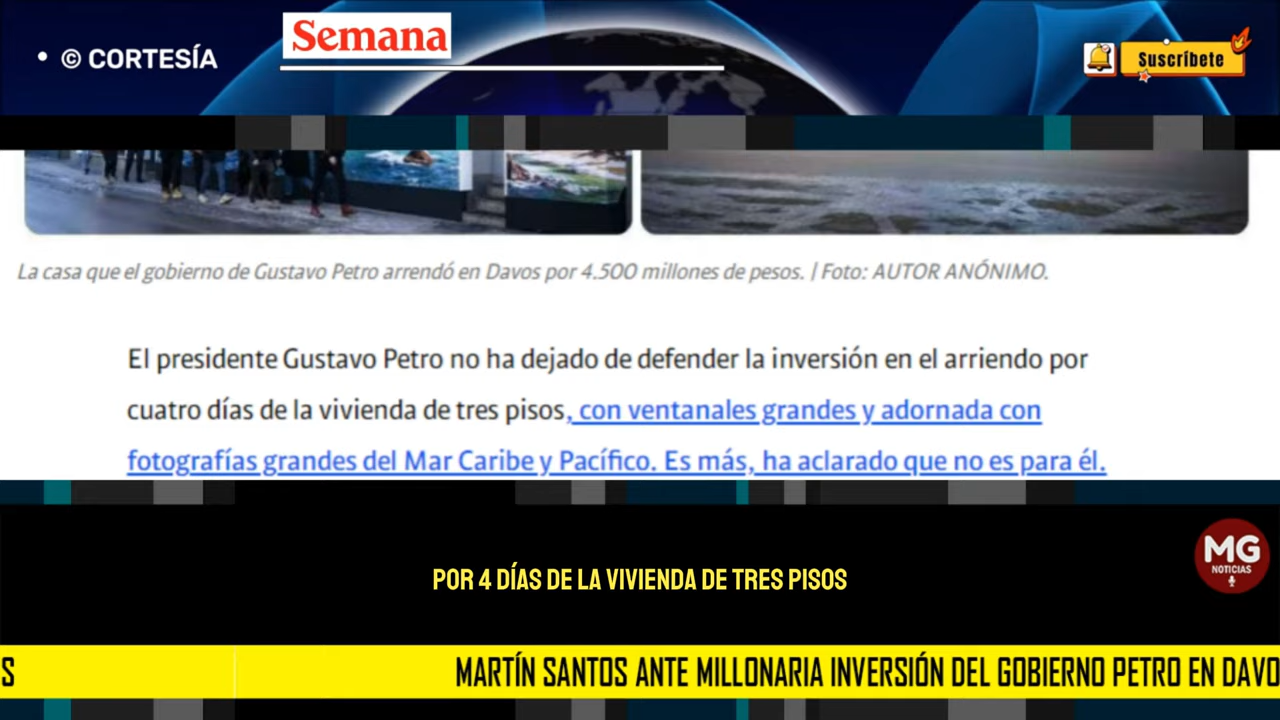 • © CORTESÍA
Semana
Suscríbete
La casa que el gobierno de Gustavo Petro arrendó en Davos por 4.500 millones de pesos. | Foto: AUTOR ANÓNIMO.
El presidente Gustavo Petro no ha dejado de defender la inversión en el arriendo por
cuatro días de la vivienda de tres pisos, con ventanales grandes y adornada con
fotografías grandes del Mar Caribe y Pacífico. Es más, ha aclarado que no es para él.
MG
NOTICIAS
POR 4 DÍAS DE LA VIVIENDA DE TRES PISOS
S
MARTÍN SANTOS ANTE MILLONARIA INVERSIÓN DEL GOBIERNO PETRO EN DAVO